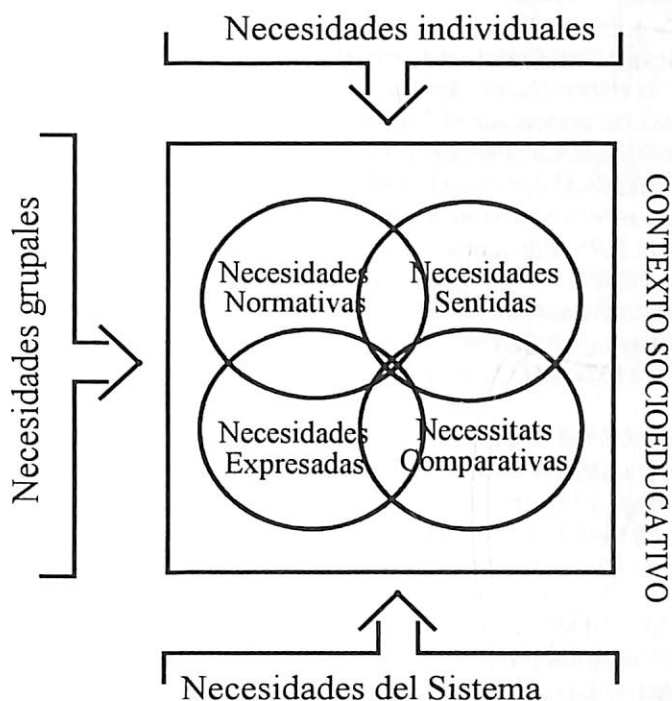 Necesidades individuales
Necesidades grupales
Necesidades
Normativas
Necesidades
Sentidas
Necesidades
Expresadas
Necessitats
Comparativas
CONTEXTO SOCIOEDUCATIVO
Necesidades del Sistema